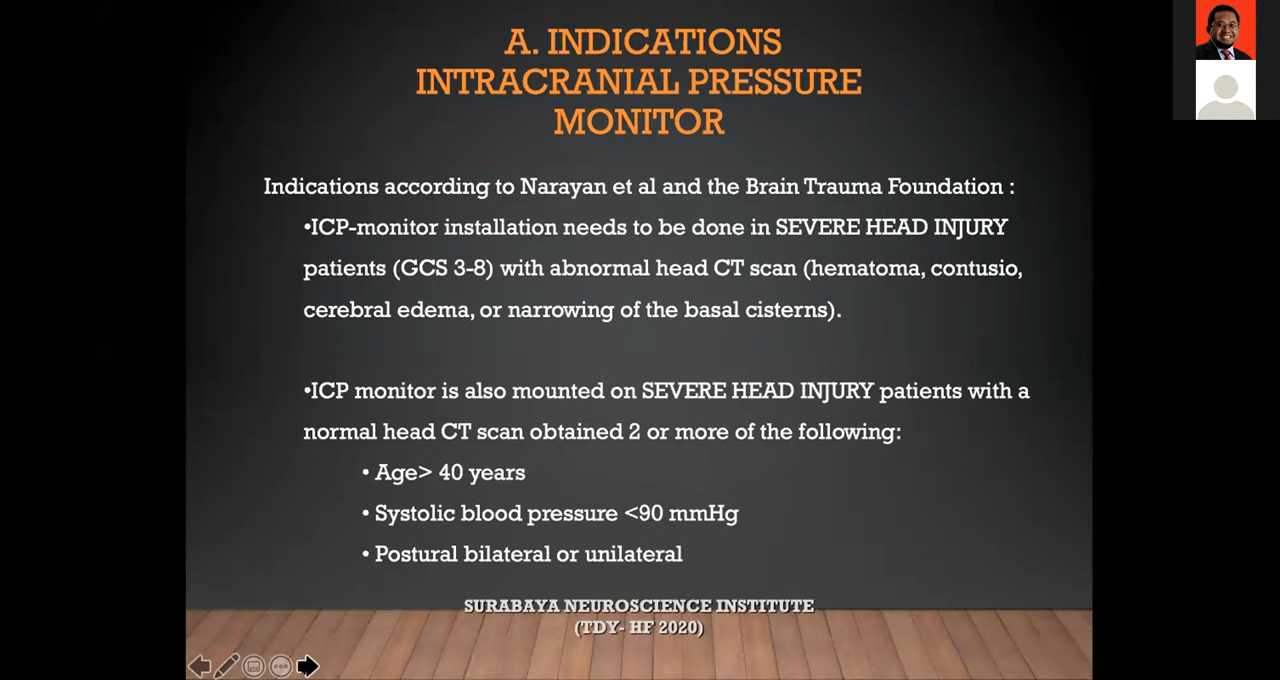 A. INDICATIONS
INTRACRANIAL PRESSURE
MONITOR
Indications according to Narayan et al and the Brain Trauma Foundation :
•ICP-monitor installation needs to be done in SEVERE HEAD INJURY
patients (GCS 3-8) with abnormal head CT scan (hematoma, contusio,
cerebral edema, or narrowing of the basal cisterns).
•ICP monitor is also mounted on SEVERE HEAD INJURY patients with a
normal head CT scan obtained 2 or more of the following:
• Age> 40 years
• Systolic blood pressure <90 mmHg
• Postural bilateral or unilateral
SURABAYA NEUROSCIENCE INSTITUTE
(TDY- HF 2020)